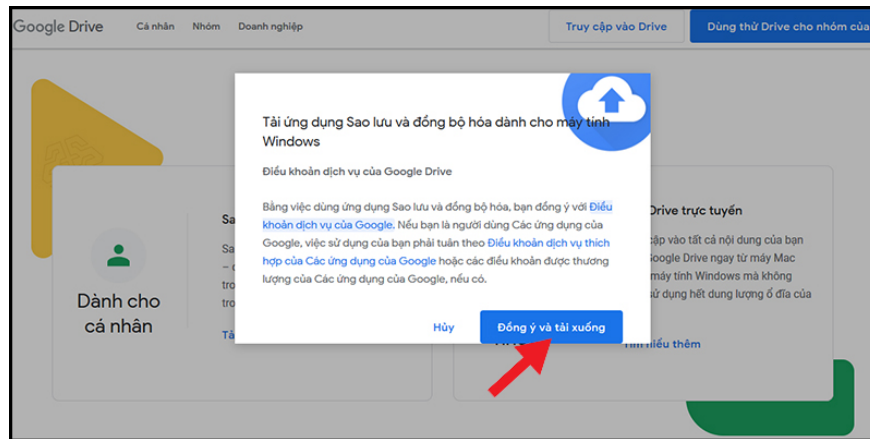 Google Drive Cá nhân Nhóm Doanh nghiệp Truy cập vào Drive Dùng thử Drive cho nhóm của
Tải ứng dụng Sao lưu và đồng bộ hóa dành cho máy tính
Windows
Điều khoản dịch vụ của Google Drive
Bằng việc dùng ứng dụng Sao lưu và đồng bộ hóa, bạn đồng ý với Điều
khoản dịch vụ của Google. Nếu bạn là người dùng Các ứng dụng của
Google, việc sử dụng của bạn phải tuân theo Điều khoản dịch vụ thích
hợp của Các ứng dụng của Google hoặc các điều khoản được thương
lượng của Các ứng dụng của Google, nếu có.
Hủy Đồng ý và tải xuống
Dành cho
cá nhân
Sa
Sa
– c
tro
tro
Tả
Drive trực tuyến
cập vào tất cả nội dung của bạn
Google Drive ngay từ máy Mac
máy tính Windows mà không
sử dụng hết dung lượng ổ đĩa của
Tìm hiểu thêm